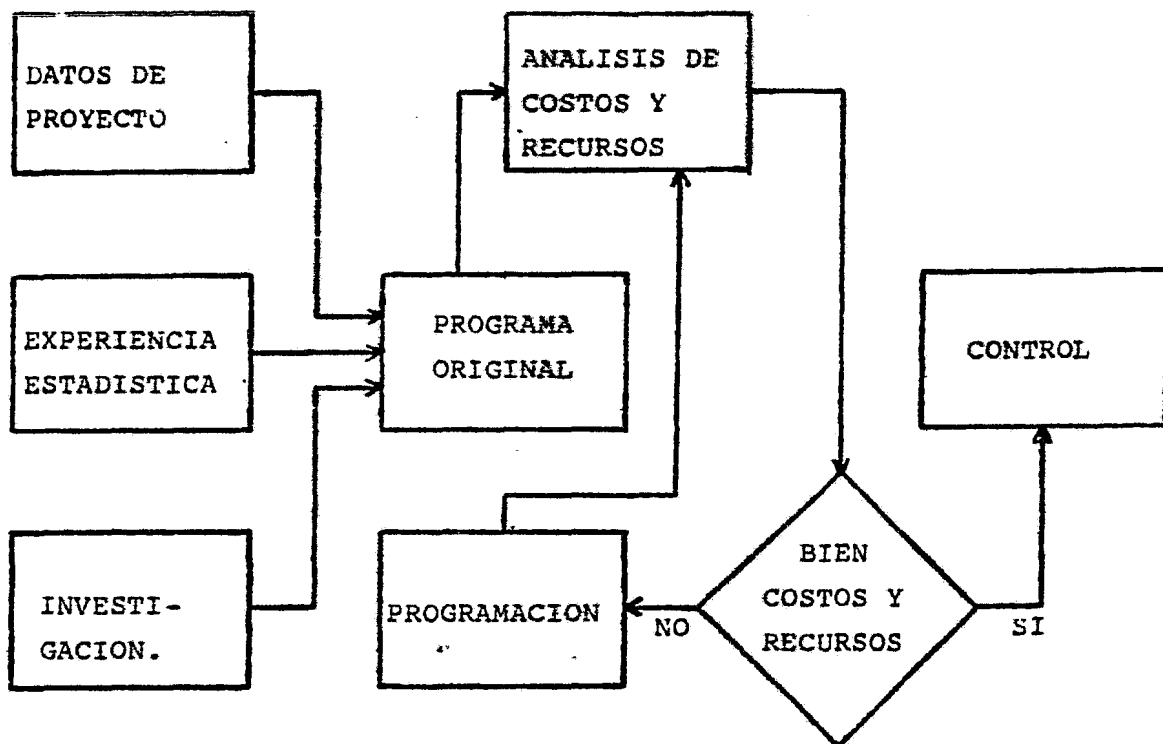 DATOS DE
PROYECTO
ANALISIS DE
COSTOS Y
RECURSOS
EXPERIENCIA
ESTADISTICA
PROGRAMA
ORIGINAL
CONTROL
INVESTI-
GACION.
PROGRAMACION
NO
BIEN
COSTOS Y
RECURSOS
SI